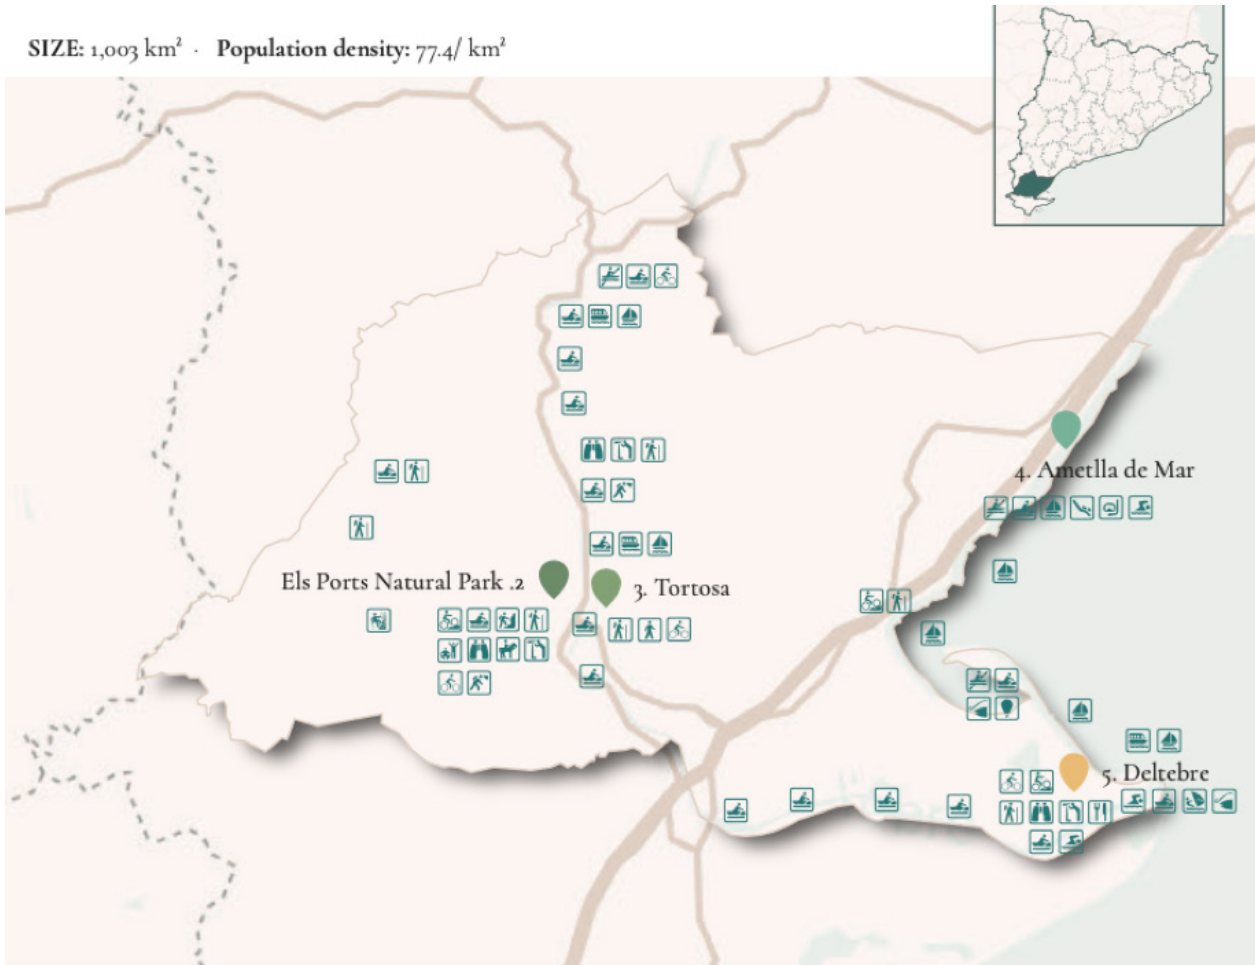 SIZE: 1,003 km² · Population density: 77.4/ km²
4. Ametlla de Mar
Els Ports Natural Park .2
3. Tortosa
5. Deltebre